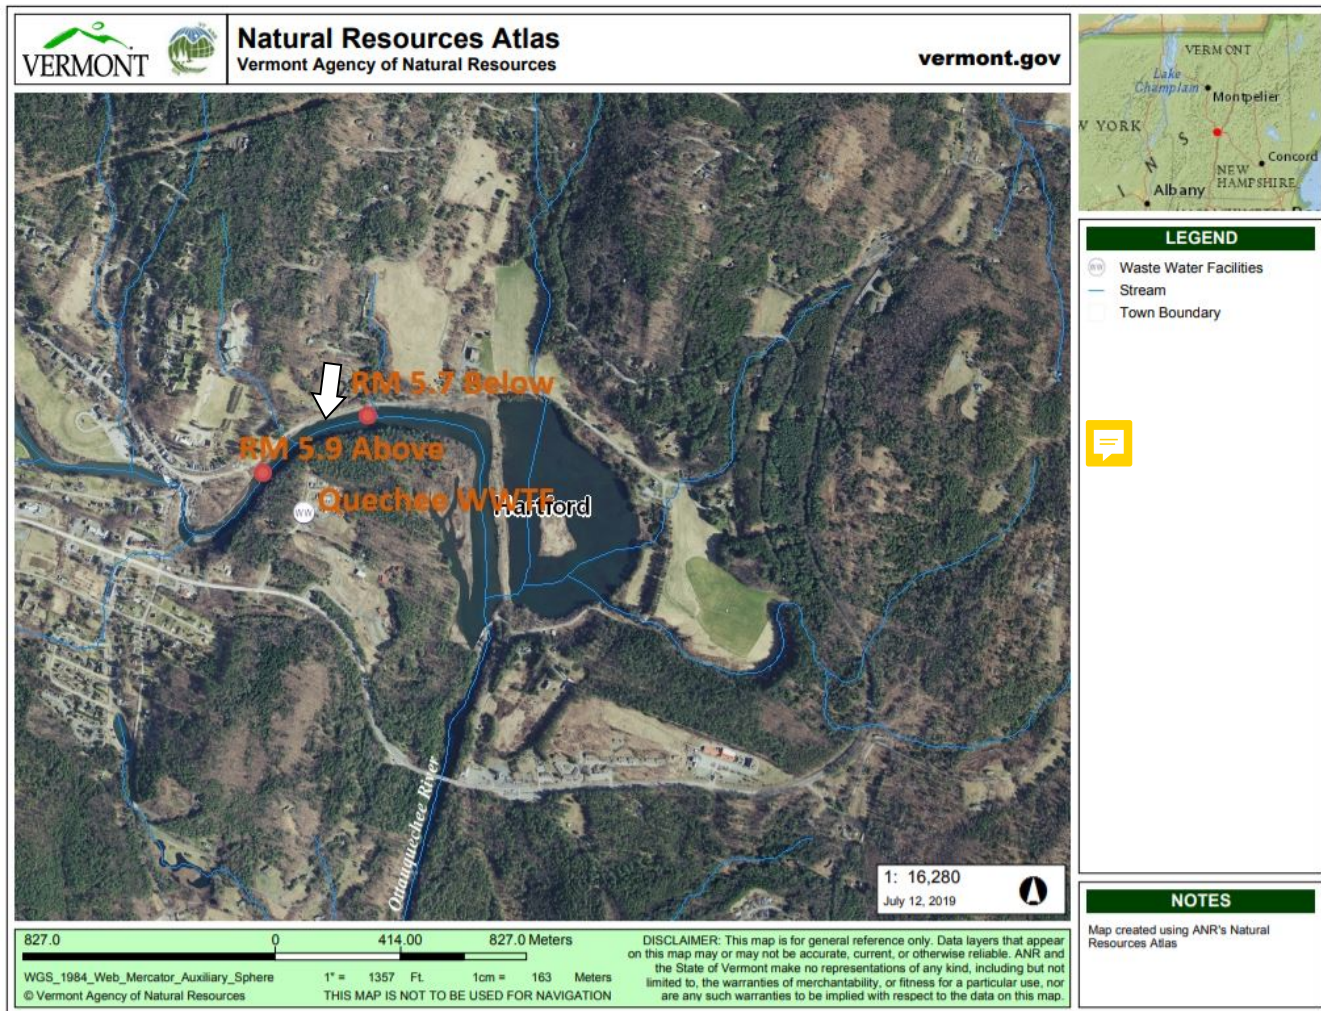 VERMONT
Natural Resources Atlas
Vermont Agency of Natural Resources
vermont.gov
VERMONT
Lake
Champlain
Montpelier
W YORK
Concord
NEW
HAMPSHIRE
Albany
RM 5.7 Below
RM 5.9 Above
WW
Quechee WWTF
Hartford
Ottauquechee River
1: 16,280
July 12, 2019
LEGEND
WW Waste Water Facilities
Stream
Town Boundary
NOTES
Map created using ANR's Natural
Resources Atlas
827.0 0 414.00 827.0 Meters
WGS_1984_Web_Mercator_Auxiliary_Sphere 1" = 1357 Ft. 1cm = 163 Meters
© Vermont Agency of Natural Resources THIS MAP IS NOT TO BE USED FOR NAVIGATION
DISCLAIMER: This map is for general reference only. Data layers that appear
on this map may or may not be accurate, current, or otherwise reliable. ANR and
the State of Vermont make no representations of any kind, including but not
limited to, the warranties of merchantability, or fitness for a particular use, nor
are any such warranties to be implied with respect to the data on this map.